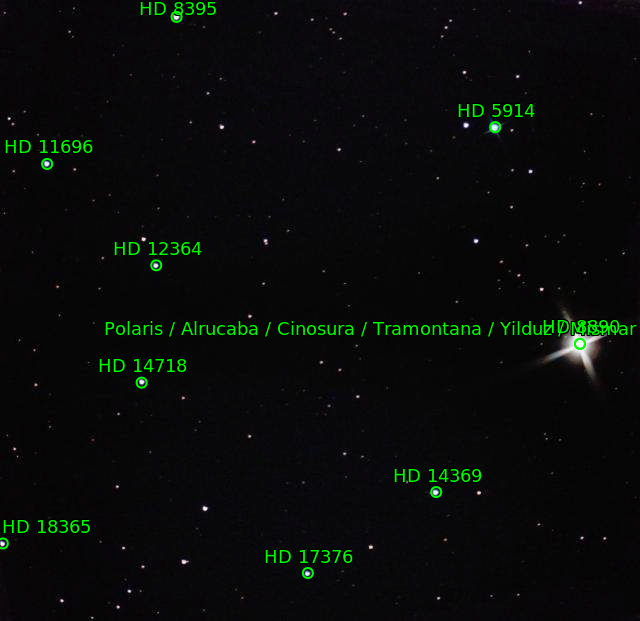 HD 8395
HD 5914
HD 11696
HD 12364
HD 8890
Polaris / Alrucaba / Cinosura / Tramontana / Yilduz / Mismar
HD 14718
HD 14369
HD 18365
HD 17376